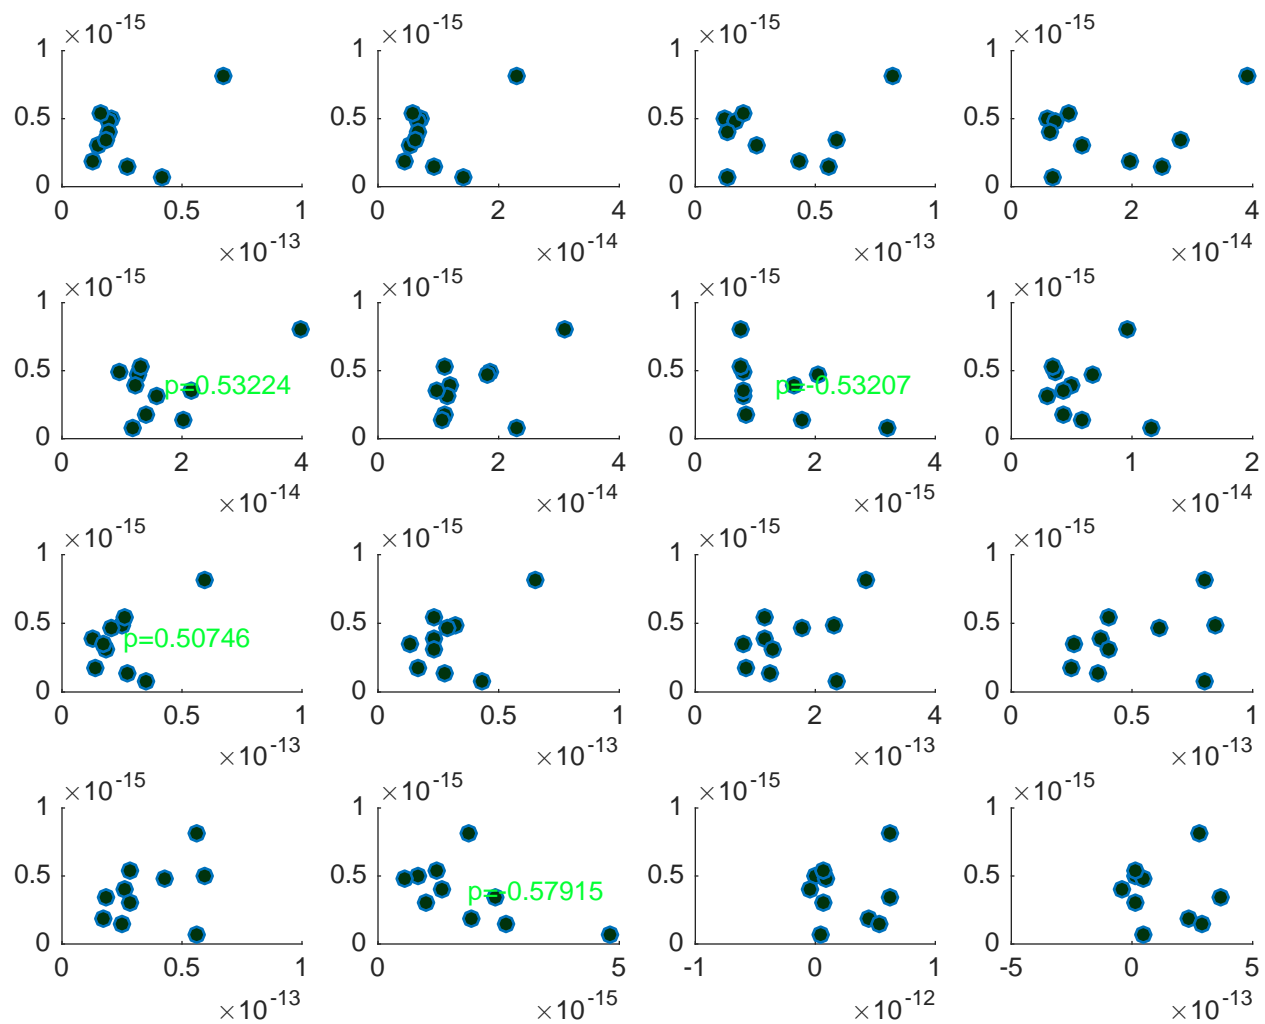 ×10-15 ×10-15 ×10-15 ×10-15
1 1 1 1
0.5 0.5 0.5 0.5
0 0 0 0
0 0.5 1 0 2 4 0 0.5 1 0 2 4
×10-13 ×10-14 ×10-13 ×10-14
×10-15 ×10-15 ×10-15 ×10-15
1 1 1 1
0.5 0.5 0.5 0.5
p=0.53224 p=-0.53207
0 0 0 0
0 2 4 0 2 4 0 2 4 0 1 2
×10-14 ×10-14 ×10-15 ×10-14
×10-15 ×10-15 ×10-15 ×10-15
1 1 1 1
0.5 0.5 0.5 0.5
p=0.50746
0 0 0 0
0 0.5 1 0 0.5 1 0 2 4 0 0.5 1
×10-13 ×10-13 ×10-13 ×10-13
×10-15 ×10-15 ×10-15 ×10-15
1 1 1 1
0.5 0.5 0.5 0.5
p=-0.57915
0 0 0 0
0 0.5 1 0 5 -1 0 1 -5 0 5
×10-13 ×10-15 ×10-12 ×10-13